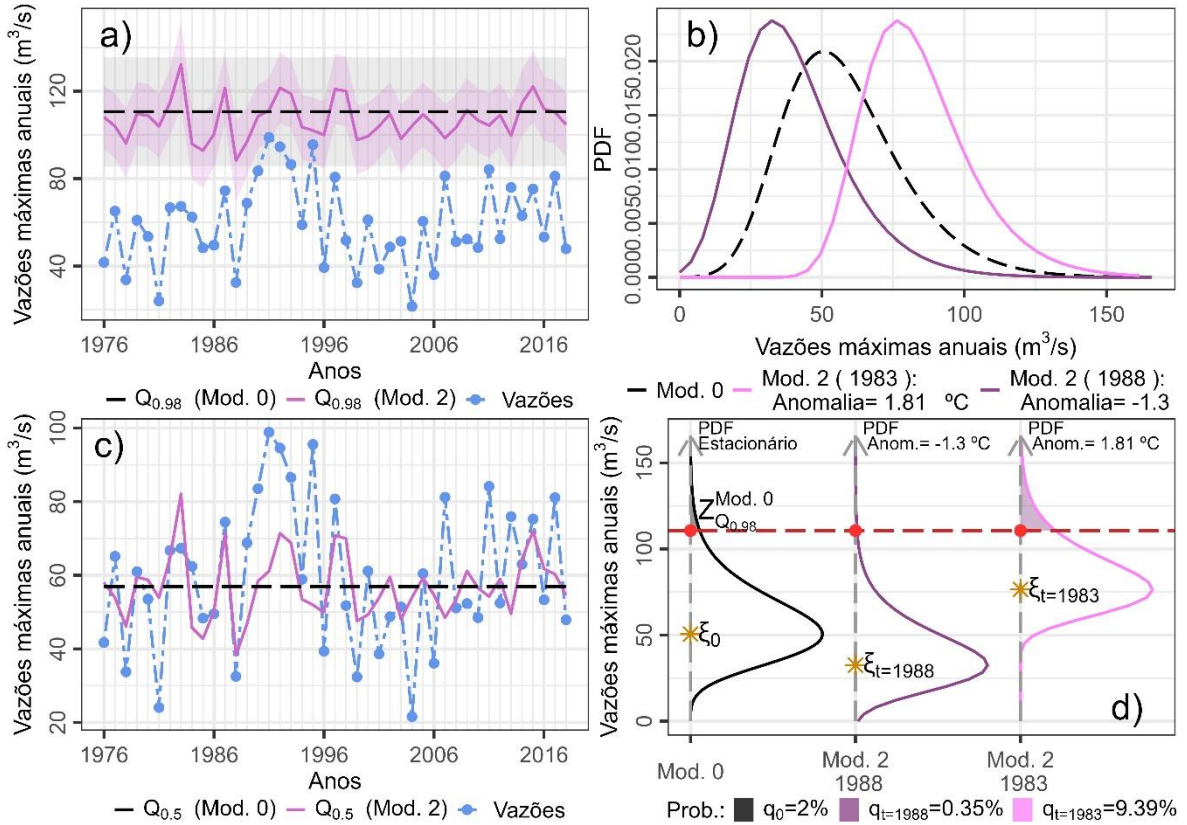 a)
Vazões máximas anuais (m³/s)
120
80
40
1976 1986 1996 2006 2016
Anos
Q0.98 (Mod. 0) Q0.98 (Mod. 2) Vazões
b)
PDF
0.0000.0050.0100.0150.020
0 50 100 150
Vazões máximas anuais (m³/s)
Mod. 0 Mod. 2 ( 1983 ): Mod. 2 ( 1988 ):
Anomalia= 1.81 ºC Anomalia= -1.3
c)
Vazões máximas anuais (m³/s)
100
80
60
40
20
1976 1986 1996 2006 2016
Anos
Q0.5 (Mod. 0) Q0.5 (Mod. 2) Vazões
d)
Vazões máximas anuais (m³/s)
150
100
50
0
PDF
Estacionário
PDF
Anom.= -1.3 ºC
PDF
Anom.= 1.81 ºC
Z Mod. 0 Q0.98
ξ0
ξt=1988
ξt=1983
Mod. 0
Mod. 2
1988
Mod. 2
1983
Prob.: q0=2% qt=1988=0.35% qt=1983=9.39%